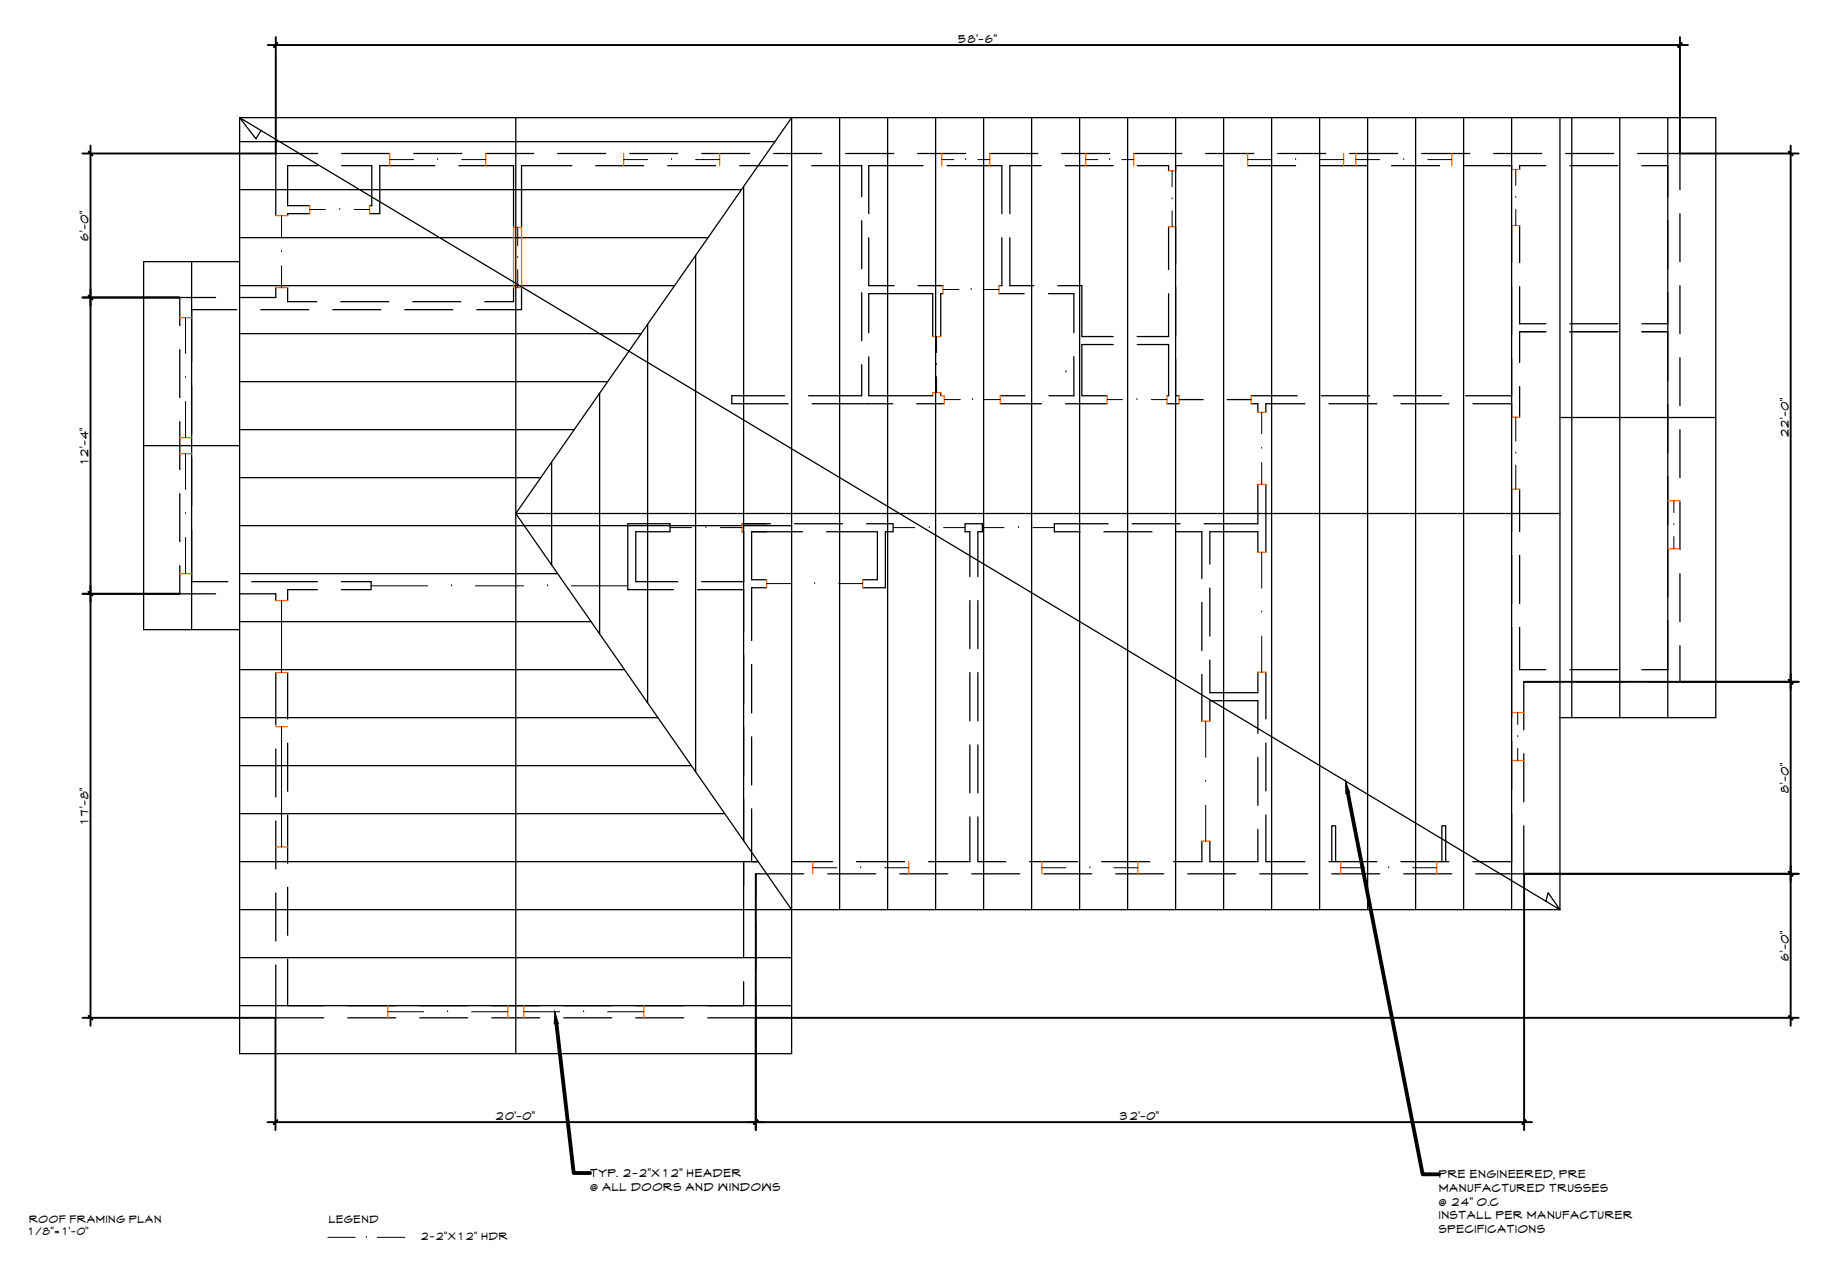 58'-6"
6'-0"
12'-4"
22'-0"
17'-8"
8'-0"
6'-0"
20'-0"
32'-0"
TYP. 2-2"X12" HEADER
@ ALL DOORS AND WINDOWS
PRE ENGINEERED, PRE
MANUFACTURED TRUSSES
@ 24" O.C
INSTALL PER MANUFACTURER
SPECIFICATIONS
ROOF FRAMING PLAN
1/8"=1'-0"
LEGEND
2-2"X12" HDR